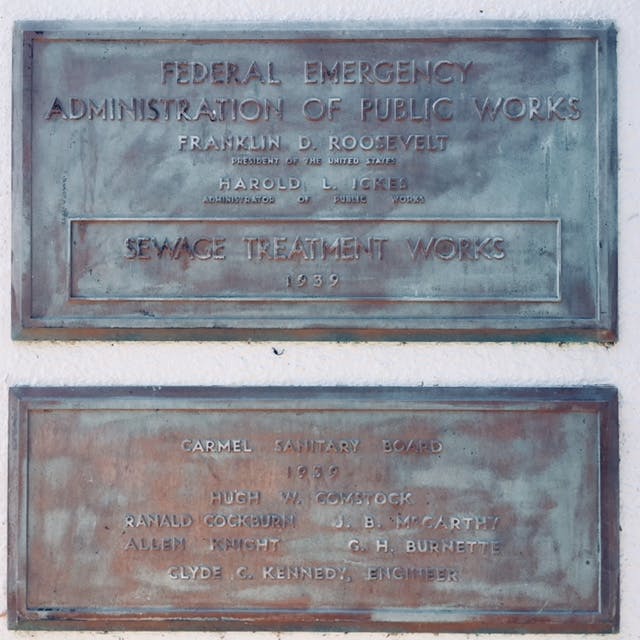 FEDERAL EMERGENCY
ADMINISTRATION OF PUBLIC WORKS
FRANKLIN D. ROOSEVELT
PRESIDENT OF THE UNITED STATES
HAROLD L. ICKES
ADMINISTRATOR OF PUBLIC WORKS
SEWAGE TREATMENT WORKS
1939
CARMEL SANITARY BOARD
1939
HUGH W. COMSTOCK
RANALD COCKBURN J. B. McCARTHY
ALLEN KNIGHT G. H. BURNETTE
CLYDE C. KENNEDY, ENGINEER